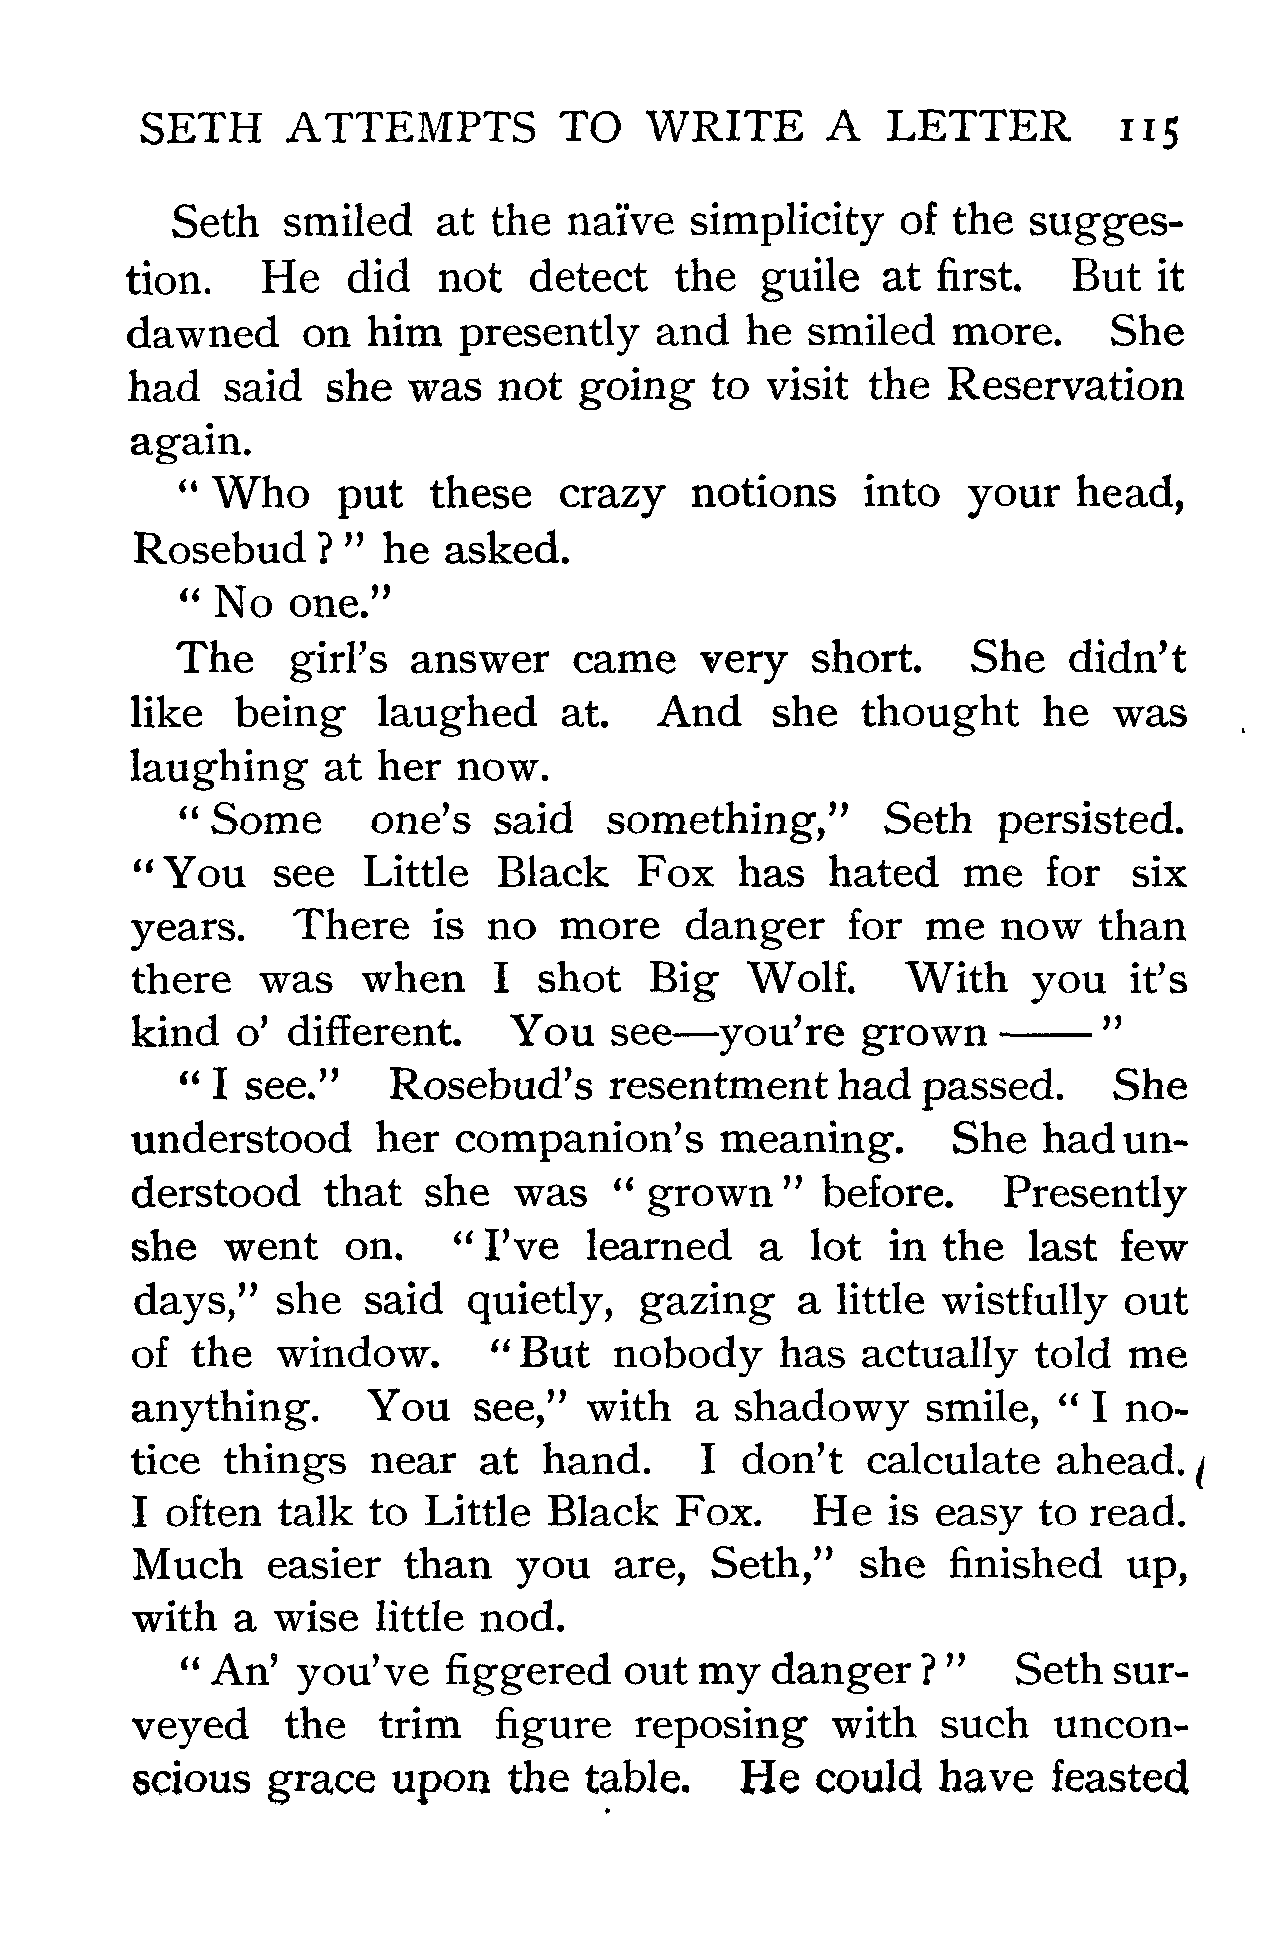 SETH ATTEMPTS TO WRITE A LETTER 115
Seth smiled at the naïve simplicity of the sugges-
tion. He did not detect the guile at first. But it
dawned on him presently and he smiled more. She
had said she was not going to visit the Reservation
again.
" Who put these crazy notions into your head,
Rosebud ? " he asked.
" No one."
The girl's answer came very short. She didn't
like being laughed at. And she thought he was
laughing at her now.
" Some one's said something," Seth persisted.
" You see Little Black Fox has hated me for six
years. There is no more danger for me now than
there was when I shot Big Wolf. With you it's
kind o' different. You see—you're grown —— "
" I see." Rosebud's resentment had passed. She
understood her companion's meaning. She had un-
derstood that she was " grown " before. Presently
she went on. " I've learned a lot in the last few
days," she said quietly, gazing a little wistfully out
of the window. " But nobody has actually told me
anything. You see," with a shadowy smile, " I no-
tice things near at hand. I don't calculate ahead.
I often talk to Little Black Fox. He is easy to read.
Much easier than you are, Seth," she finished up,
with a wise little nod.
" An' you've figgered out my danger ? " Seth sur-
veyed the trim figure reposing with such uncon-
scious grace upon the table. He could have feasted